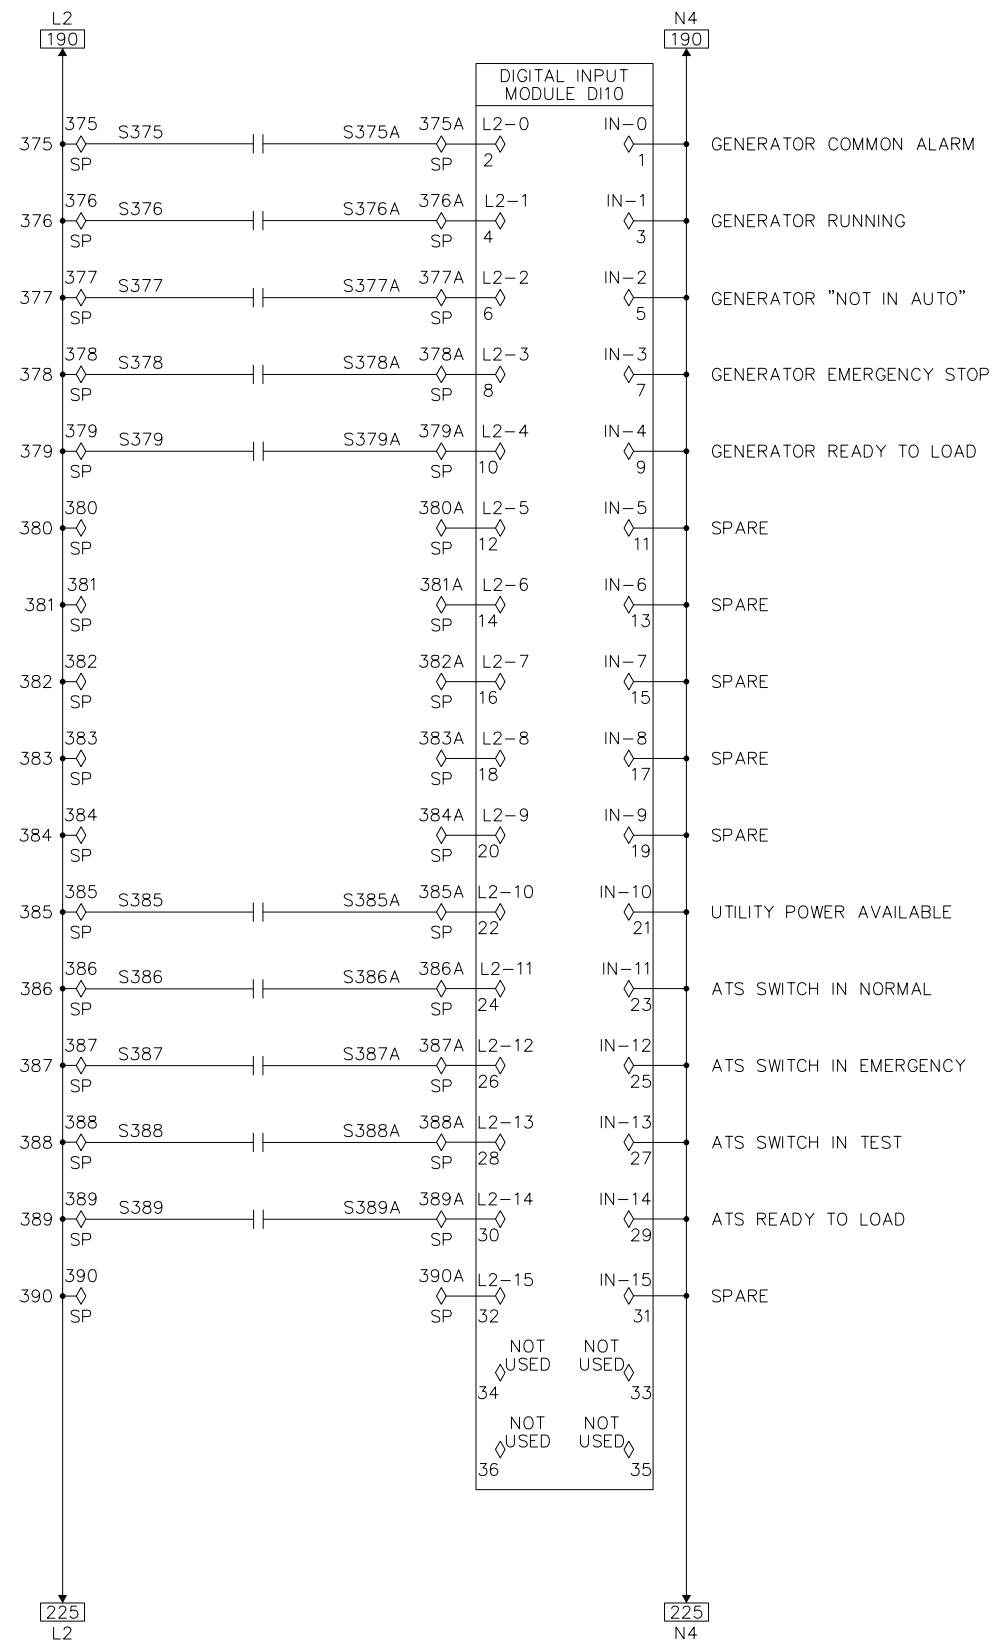 L2 N4
190 190
DIGITAL INPUT
MODULE DI10
375 S375 S375A 375A L2-0 IN-0
375 GENERATOR COMMON ALARM
SP SP 2 1
376 S376 S376A 376A L2-1 IN-1
376 GENERATOR RUNNING
SP SP 4 3
377 S377 S377A 377A L2-2 IN-2
377 GENERATOR "NOT IN AUTO"
SP SP 6 5
378 S378 S378A 378A L2-3 IN-3
378 GENERATOR EMERGENCY STOP
SP SP 8 7
379 S379 S379A 379A L2-4 IN-4
379 GENERATOR READY TO LOAD
SP SP 10 9
380 380A L2-5 IN-5
380 SPARE
SP SP 12 11
381 381A L2-6 IN-6
381 SPARE
SP SP 14 13
382 382A L2-7 IN-7
382 SPARE
SP SP 16 15
383 383A L2-8 IN-8
383 SPARE
SP SP 18 17
384 384A L2-9 IN-9
384 SPARE
SP SP 20 19
385 S385 S385A 385A L2-10 IN-10
385 UTILITY POWER AVAILABLE
SP SP 22 21
386 S386 S386A 386A L2-11 IN-11
386 ATS SWITCH IN NORMAL
SP SP 24 23
387 S387 S387A 387A L2-12 IN-12
387 ATS SWITCH IN EMERGENCY
SP SP 26 25
388 S388 S388A 388A L2-13 IN-13
388 ATS SWITCH IN TEST
SP SP 28 27
389 S389 S389A 389A L2-14 IN-14
389 ATS READY TO LOAD
SP SP 30 29
390 390A L2-15 IN-15
390 SPARE
SP SP 32 31
NOT NOT
USED USED
34 33
NOT NOT
USED USED
36 35
225 225
L2 N4